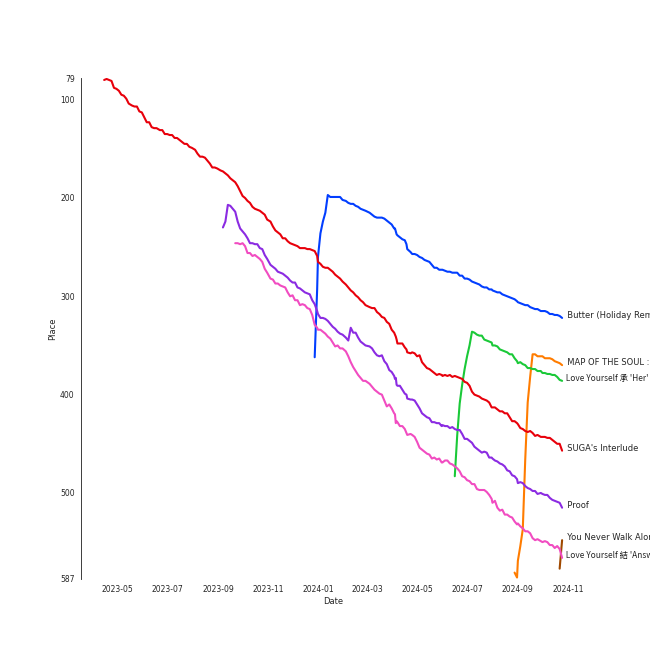 79
100
200
300
400
500
587
Place
2023-05
2023-07
2023-09
2023-11
2024-01
2024-03
2024-05
2024-07
2024-09
2024-11
Date
Butter (Holiday Rem
MAP OF THE SOUL :
Love Yourself 承 'Her'
SUGA's Interlude
Proof
You Never Walk Alon
Love Yourself 結 'Answ